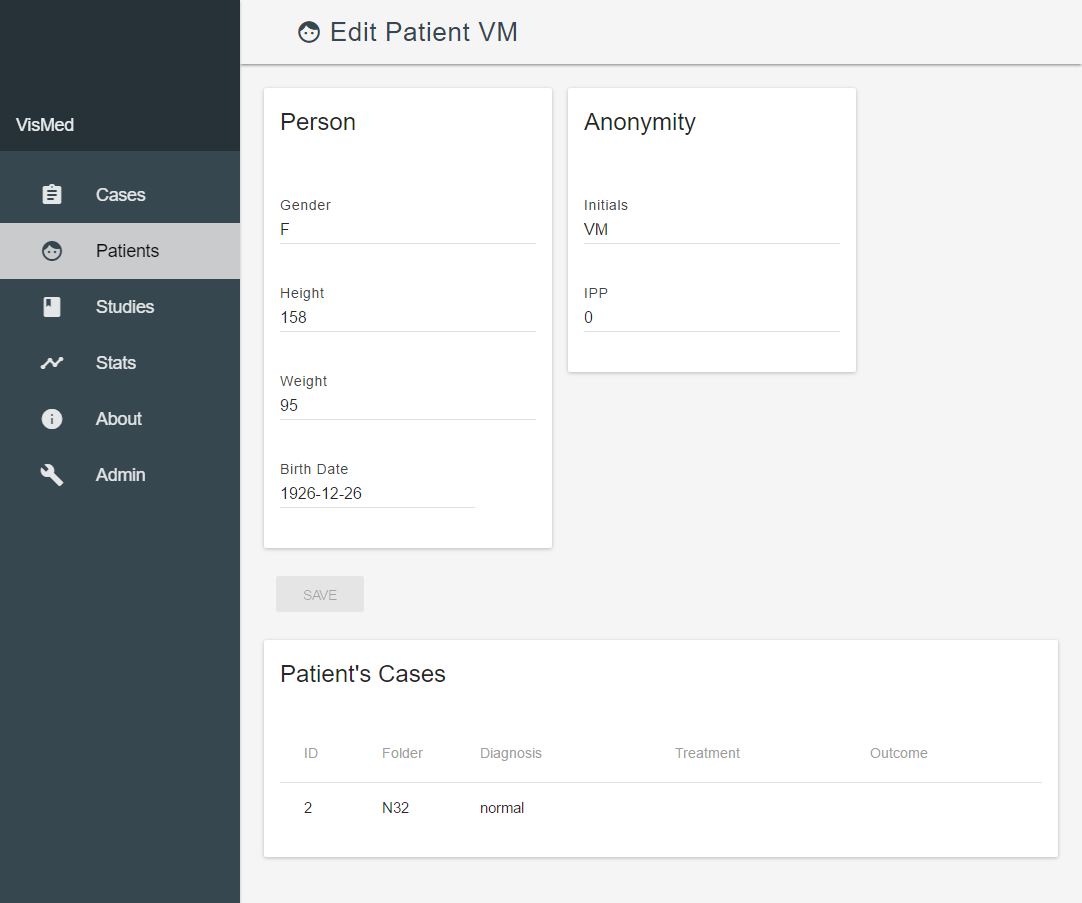 Edit Patient VM
VisMed
Cases
Patients
Studies
Stats
About
Admin
Person
Gender
F
Height
158
Weight
95
Birth Date
1926-12-26
Anonymity
Initials
VM
IPP
0
SAVE
Patient's Cases
ID Folder Diagnosis Treatment Outcome
2 N32 normal